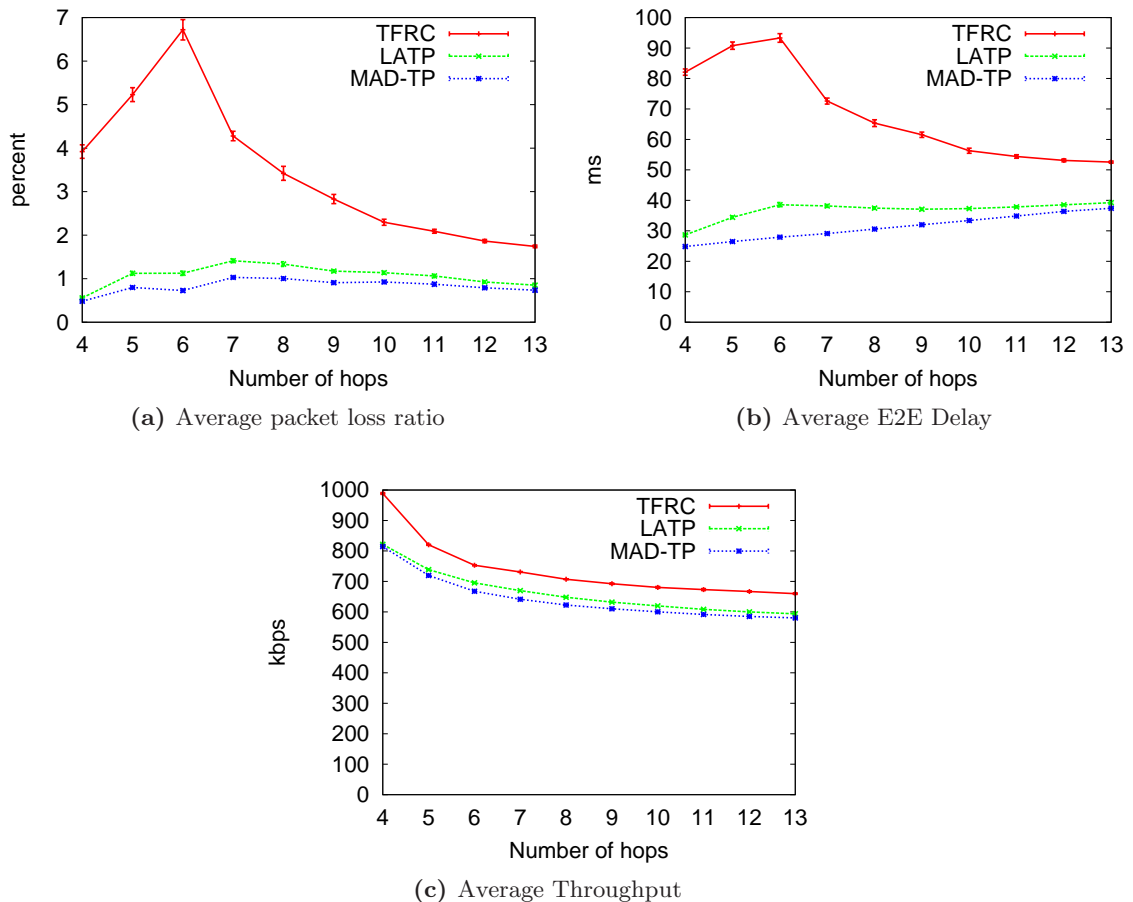 7
6
5
4
3
2
1
0
percent
TFRC
LATP
MAD-TP
4 5 6 7 8 9 10 11 12 13
Number of hops
(a) Average packet loss ratio
100
90
80
70
60
50
40
30
20
10
0
ms
TFRC
LATP
MAD-TP
4 5 6 7 8 9 10 11 12 13
Number of hops
(b) Average E2E Delay
1000
900
800
700
600
500
400
300
200
100
0
kbps
TFRC
LATP
MAD-TP
4 5 6 7 8 9 10 11 12 13
Number of hops
(c) Average Throughput